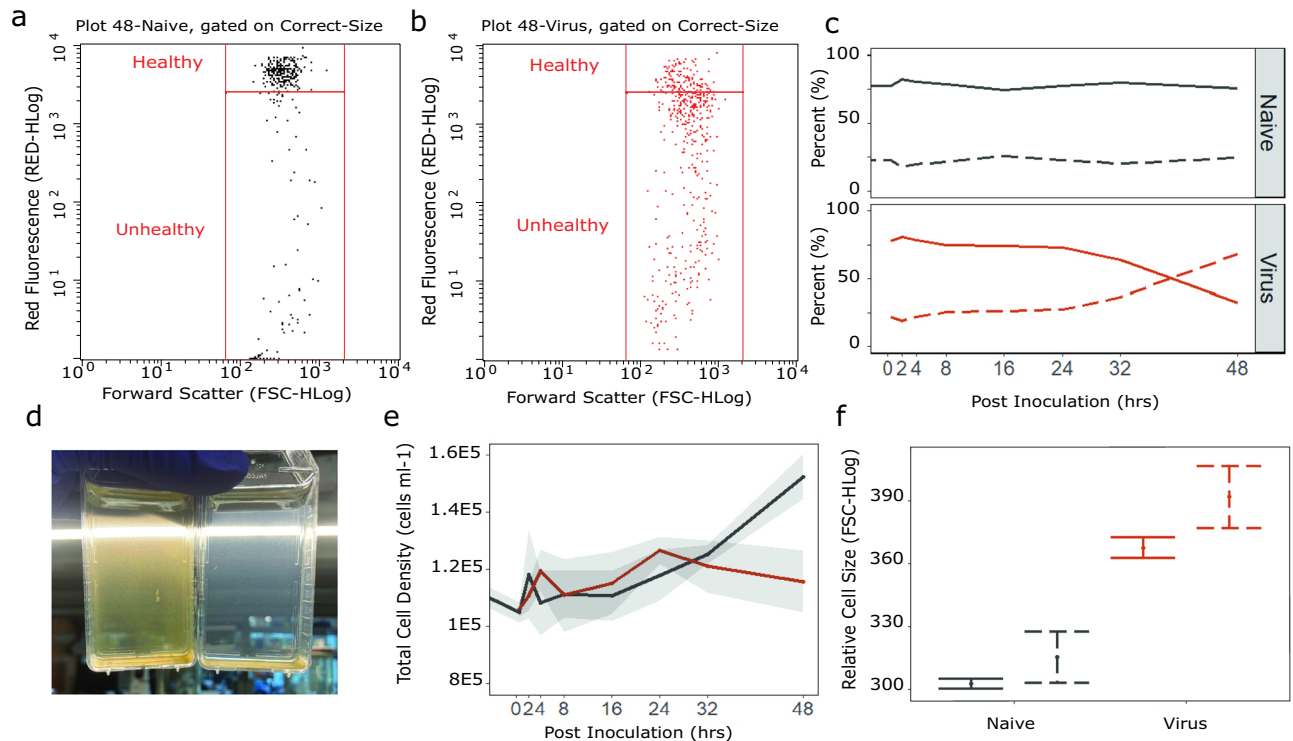 a
Plot 48-Naive, gated on Correct-Size
10^4
10^3
10^2
10^1
Red Fluorescence (RED-HLog)
Healthy
Unhealthy
10^0 10^1 10^2 10^3 10^4
Forward Scatter (FSC-HLog)
b
Plot 48-Virus, gated on Correct-Size
10^4
10^3
10^2
10^1
Red Fluorescence (RED-HLog)
Healthy
Unhealthy
10^0 10^1 10^2 10^3 10^4
Forward Scatter (FSC-HLog)
c
100
50
0
Percent (%)
Naive
100
50
0
Percent (%)
Virus
0 2 4 8 16 24 32 48
Post Inoculation (hrs)
d
e
1.6E5
1.4E5
1.2E5
1E5
8E5
Total Cell Density (cells ml-1)
0 2 4 8 16 24 32 48
Post Inoculation (hrs)
f
390
360
330
300
Relative Cell Size (FSC-HLog)
Naive Virus